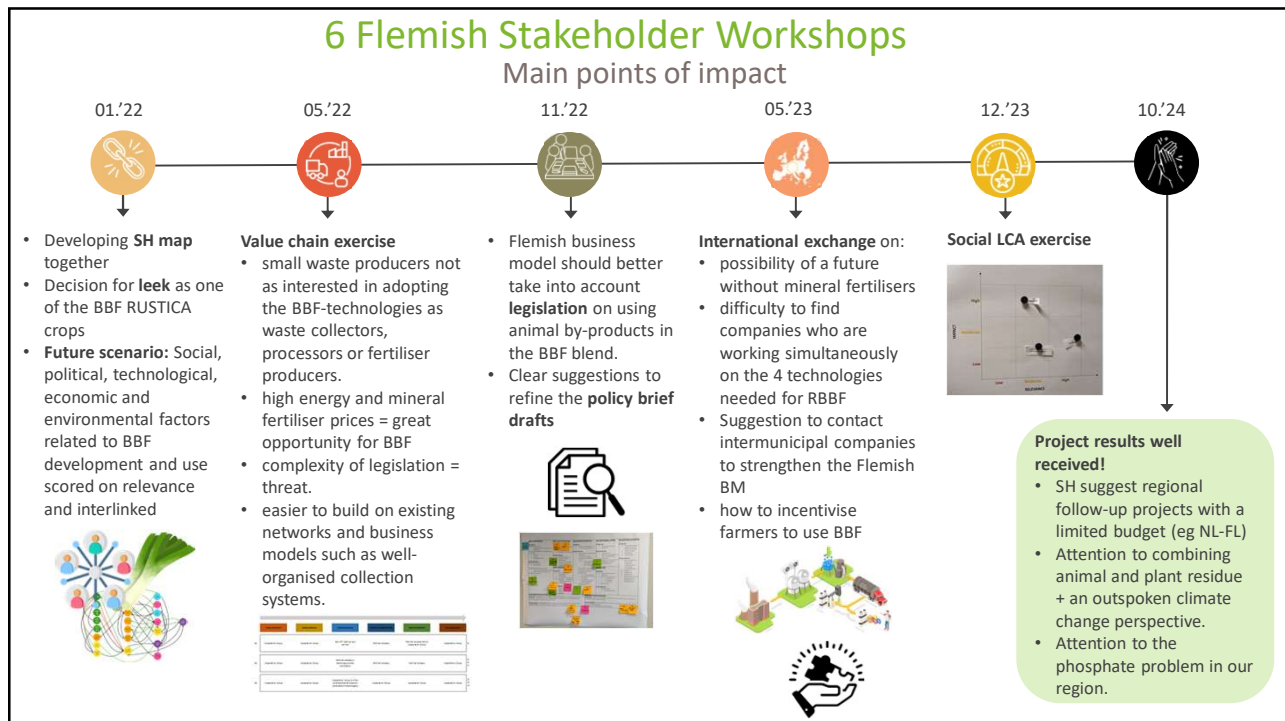 6 Flemish Stakeholder Workshops
Main points of impact
01.'22
05.'22
11.'22
05.'23
12.'23
10.'24
• Developing SH map
together
• Decision for leek as one
of the BBF RUSTICA
crops
• Future scenario: Social,
political, technological,
economic and
environmental factors
related to BBF
development and use
scored on relevance
and interlinked
Value chain exercise
• small waste producers not
as interested in adopting
the BBF-technologies as
waste collectors,
processors or fertiliser
producers.
• high energy and mineral
fertiliser prices = great
opportunity for BBF
• complexity of legislation =
threat.
• easier to build on existing
networks and business
models such as well-
organised collection
systems.
• Flemish business
model should better
take into account
legislation on using
animal by-products in
the BBF blend.
• Clear suggestions to
refine the policy brief
drafts
International exchange on:
• possibility of a future
without mineral fertilisers
• difficulty to find
companies who are
working simultaneously
on the 4 technologies
needed for RBBF
• Suggestion to contact
intermunicipal companies
to strengthen the Flemish
BM
• how to incentivise
farmers to use BBF
Social LCA exercise
High
Low
Low
High
Project results well
received!
• SH suggest regional
follow-up projects with a
limited budget (eg NL-FL)
• Attention to combining
animal and plant residue
+ an outspoken climate
change perspective.
• Attention to the
phosphate problem in our
region.